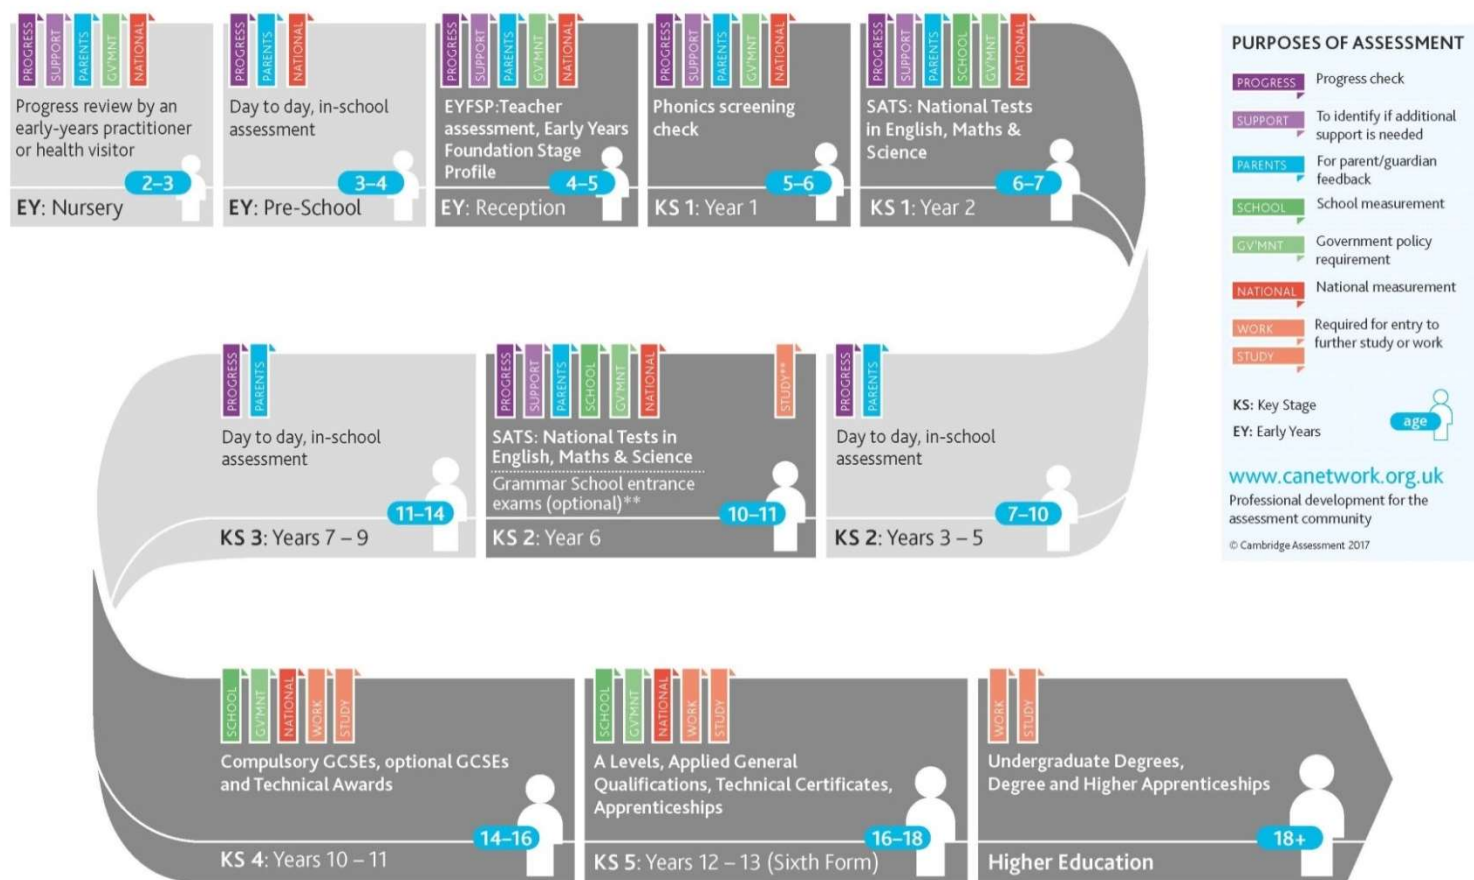 PROGRESS
SUPPORT
PARENTS
GV'MNT
NATIONAL
Progress review by an
early-years practitioner
or health visitor
2–3
EY: Nursery
PROGRESS
PARENTS
NATIONAL
Day to day, in-school
assessment
3–4
EY: Pre-School
PROGRESS
SUPPORT
PARENTS
GV'MNT
NATIONAL
EYFSP:Teacher
assessment, Early Years
Foundation Stage
Profile
4–5
EY: Reception
PROGRESS
SUPPORT
PARENTS
GV'MNT
NATIONAL
Phonics screening
check
5–6
KS 1: Year 1
PROGRESS
SUPPORT
PARENTS
SCHOOL
GV'MNT
NATIONAL
SATS: National Tests
in English, Maths &
Science
6–7
KS 1: Year 2
PROGRESS
PARENTS
Day to day, in-school
assessment
11–14
KS 3: Years 7 – 9
PROGRESS
SUPPORT
PARENTS
SCHOOL
GV'MNT
NATIONAL
STUDY**
SATS: National Tests in
English, Maths & Science
Grammar School entrance
exams (optional)**
10–11
KS 2: Year 6
PROGRESS
PARENTS
Day to day, in-school
assessment
7–10
KS 2: Years 3 – 5
SCHOOL
GV'MNT
NATIONAL
WORK
STUDY
Compulsory GCSEs, optional GCSEs
and Technical Awards
14–16
KS 4: Years 10 – 11
SCHOOL
GV'MNT
NATIONAL
WORK
STUDY
A Levels, Applied General
Qualifications, Technical Certificates,
Apprenticeships
16–18
KS 5: Years 12 – 13 (Sixth Form)
WORK
STUDY
Undergraduate Degrees,
Degree and Higher Apprenticeships
18+
Higher Education
PURPOSES OF ASSESSMENT
PROGRESS Progress check
SUPPORT To identify if additional
support is needed
PARENTS For parent/guardian
feedback
SCHOOL School measurement
GV'MNT Government policy
requirement
NATIONAL National measurement
WORK Required for entry to
further study or work
STUDY
KS: Key Stage
EY: Early Years
age
www.canetwork.org.uk
Professional development for the
assessment community
© Cambridge Assessment 2017